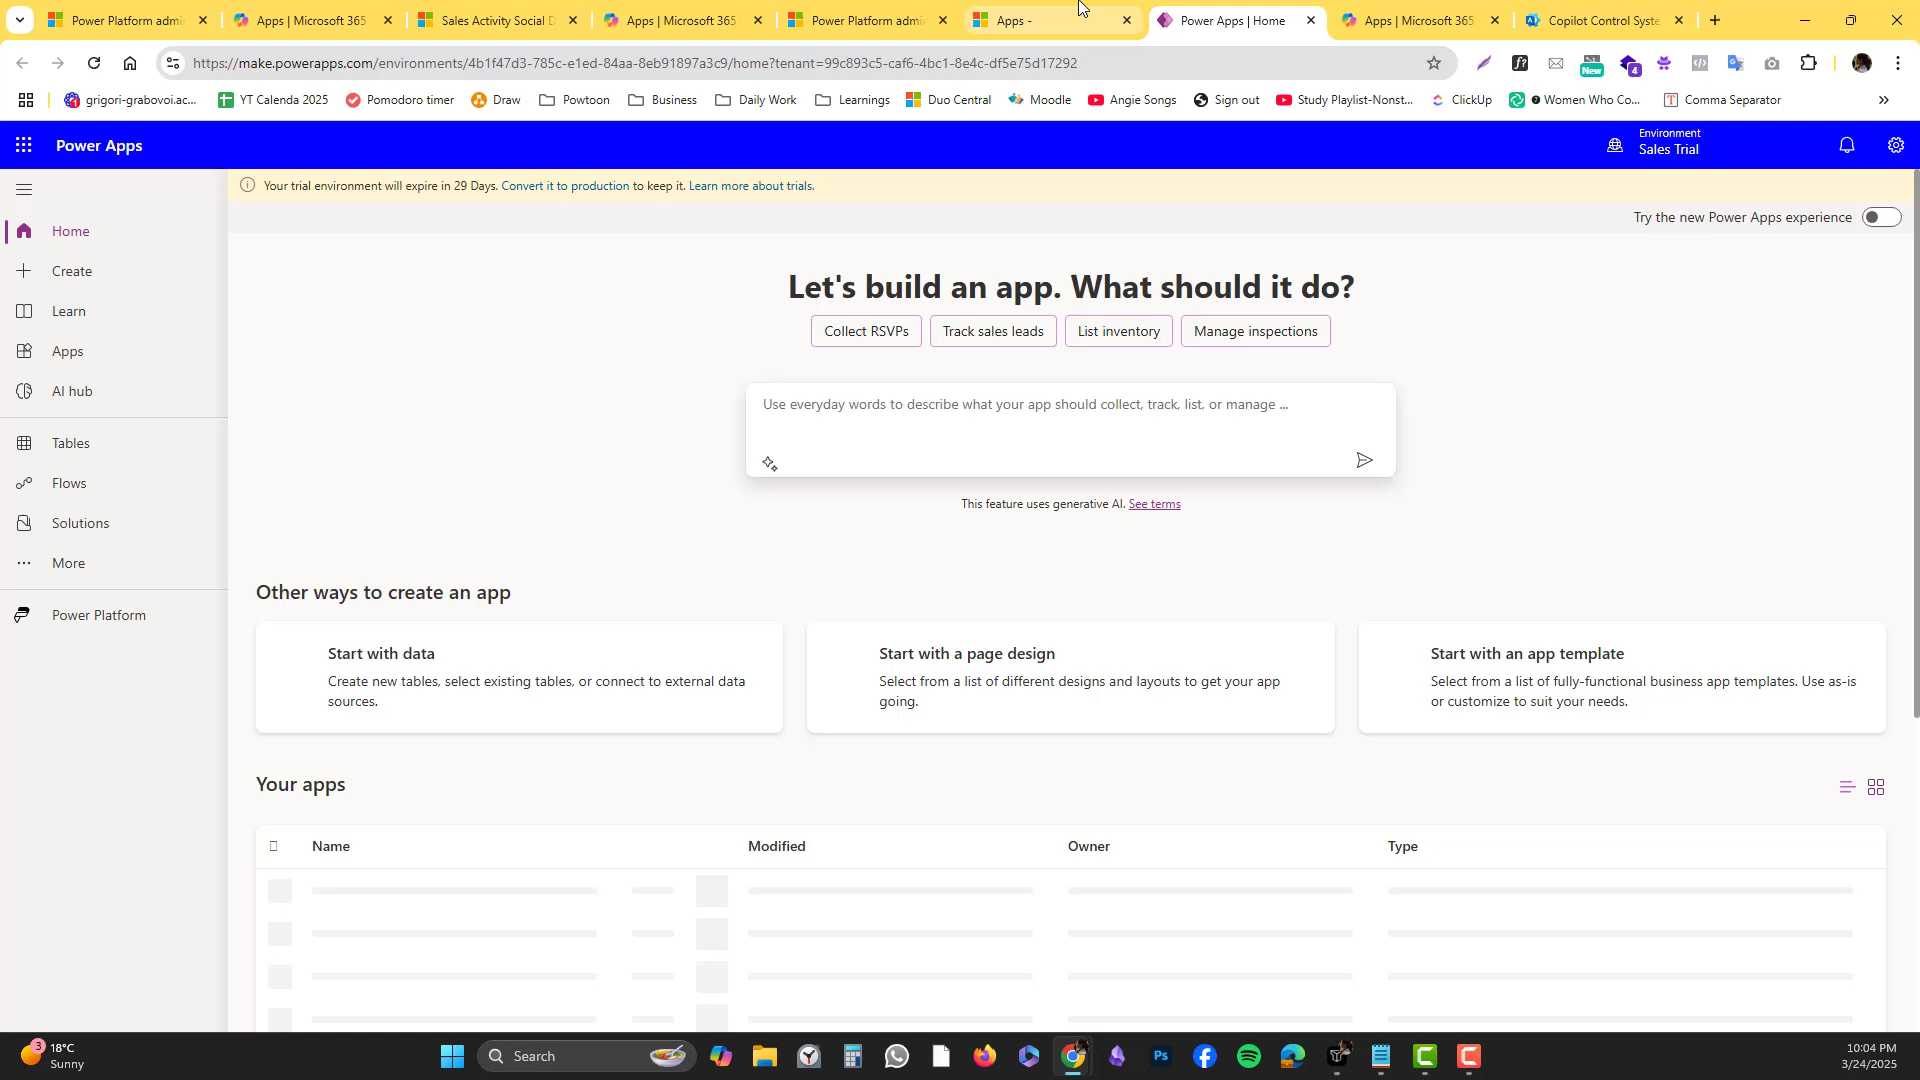 Power Platform admi
Apps | Microsoft 365
Sales Activity Social D
Apps | Microsoft 365
Power Platform admi
Apps -
Power Apps | Home
Apps | Microsoft 365
Copilot Control Syste
https://make.powerapps.com/environments/4b1f47d3-785c-e1ed-84aa-8eb91897a3c9/home?tenant=99c893c5-caf6-4bc1-8e4c-df5e75d17292
New
4
grigori-grabovoi.ac...
YT Calenda 2025
Pomodoro timer
Draw
Powtoon
Business
Daily Work
Learnings
Duo Central
Moodle
Angie Songs
Sign out
Study Playlist-Nonst...
ClickUp
Women Who Co...
Comma Separator
Power Apps
Environment
Sales Trial
Your trial environment will expire in 29 Days. Convert it to production to keep it. Learn more about trials.
Try the new Power Apps experience
Home
Create
Learn
Apps
AI hub
Tables
Flows
Solutions
More
Power Platform
Let's build an app. What should it do?
Collect RSVPs
Track sales leads
List inventory
Manage inspections
Use everyday words to describe what your app should collect, track, list, or manage ...
This feature uses generative AI. See terms
Other ways to create an app
Start with data
Create new tables, select existing tables, or connect to external data
sources.
Start with a page design
Select from a list of different designs and layouts to get your app
going.
Start with an app template
Select from a list of fully-functional business app templates. Use as-is
or customize to suit your needs.
Your apps
Name
Modified
Owner
Type
3
18°C
Sunny
Search
Ps
10:04 PM
3/24/2025